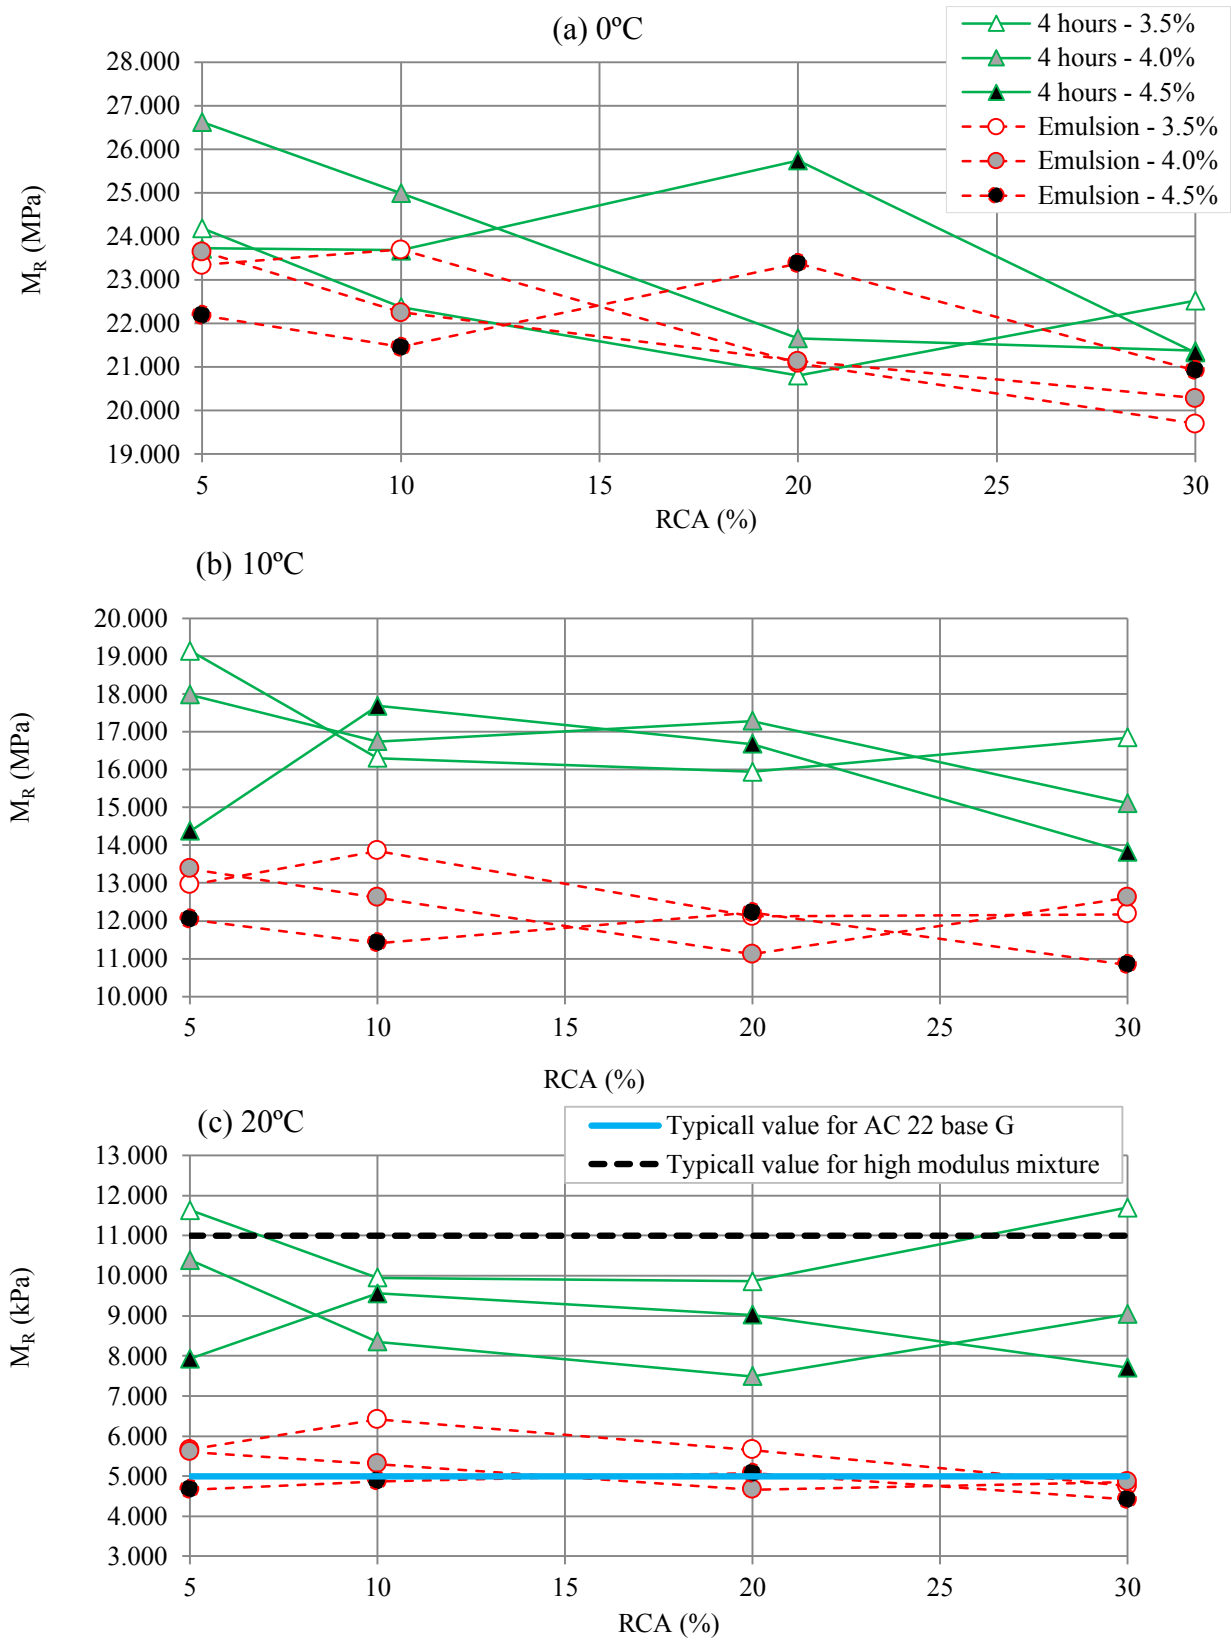 (a) 0ºC
4 hours - 3.5%
4 hours - 4.0%
4 hours - 4.5%
Emulsion - 3.5%
Emulsion - 4.0%
Emulsion - 4.5%
28.000
27.000
26.000
25.000
24.000
23.000
22.000
21.000
20.000
19.000
M_R (MPa)
5 10 15 20 25 30
RCA (%)
(b) 10ºC
20.000
19.000
18.000
17.000
16.000
15.000
14.000
13.000
12.000
11.000
10.000
M_R (MPa)
5 10 15 20 25 30
RCA (%)
(c) 20ºC
Typicall value for AC 22 base G
Typicall value for high modulus mixture
13.000
12.000
11.000
10.000
9.000
8.000
7.000
6.000
5.000
4.000
3.000
M_R (kPa)
5 10 15 20 25 30
RCA (%)